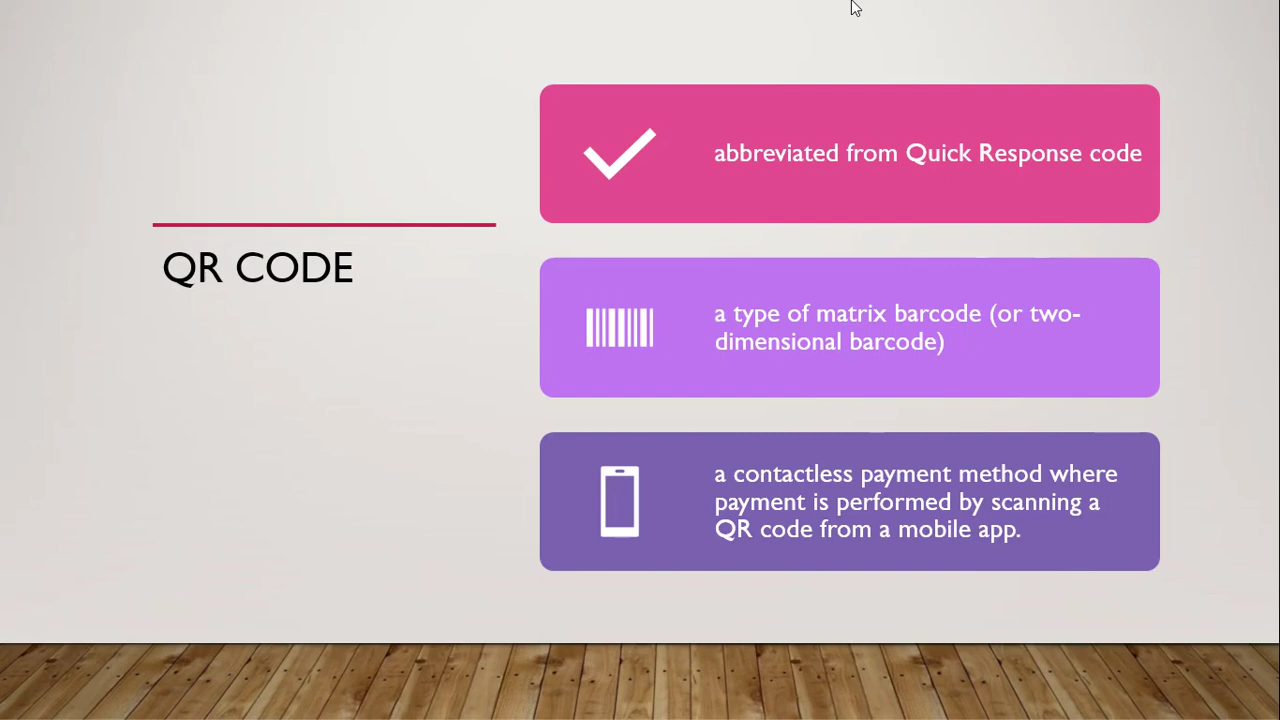 QR CODE
abbreviated from Quick Response code
a type of matrix barcode (or two-
dimensional barcode)
a contactless payment method where
payment is performed by scanning a
QR code from a mobile app.